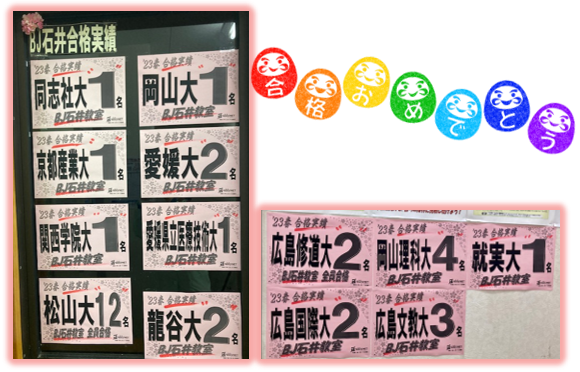 BJ石井合格実績
'23春 合格実績
同志社大1名
BJ石井教室
'23春 合格実績
岡山大1名
BJ石井教室
'23春 合格実績
京都産業大1名
BJ石井教室
'23春 合格実績
愛媛大2名
BJ石井教室
'23春 合格実績
関西学院大1名
BJ石井教室
'23春 合格実績
愛媛県立医療技術大1名
BJ石井教室
'23春 合格実績
松山大12名
BJ石井教室 全員合格
'23春 合格実績
龍谷大2名
BJ石井教室
合格おめでとう
'23春 合格実績
広島修道大2名
BJ石井教室 全員合格
'23春 合格実績
岡山理科大4名
BJ石井教室
'23春 合格実績
就実大1名
BJ石井教室
'23春 合格実績
広島国際大2名
BJ石井教室
'23春 合格実績
広島文教大3名
BJ石井教室